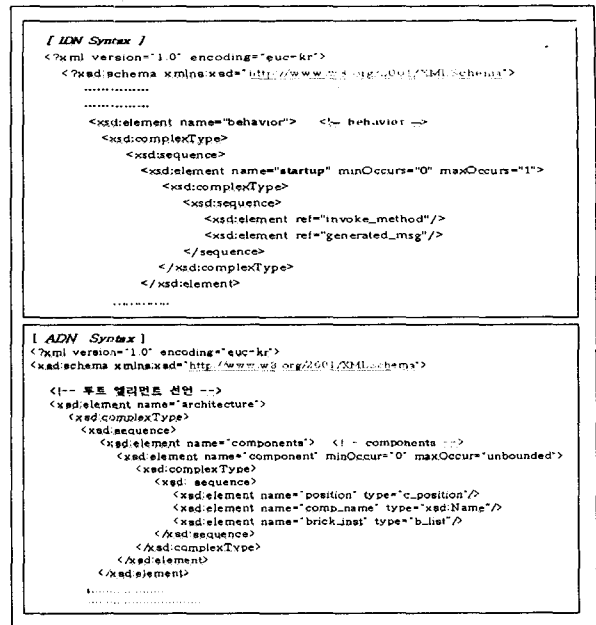 [ IDN Syntax ]
<?xml version="1.0" encoding="euc-kr">
<?xsd:schema xmlns:xsd="http://www.w3.org/2001/XMLSchema">
...............
...............
<xsd:element name="behavior"> <!-- behavior -->
<xsd:complexType>
<xsd:sequence>
<xsd:element name="startup" minOccurs="0" maxOccurs="1">
<xsd:complexType>
<xsd:sequence>
<xsd:element ref="invoke_method"/>
<xsd:element ref="generated_msg"/>
</sequence>
</xsd:complexType>
</xsd:element>
............
[ ADN Syntax ]
<?xml version="1.0" encoding="euc-kr">
<xsd:schema xmlns:xsd="http://www.w3.org/2001/XMLSchema">
<!-- 루트 엘리먼트 선언 -->
<xsd:element name="architecture">
<xsd:complexType>
<xsd:sequence>
<xsd:element name="components"> <!-- components -->
<xsd:element name="component" minOccur="0" maxOccur="unbounded">
<xsd:complexType>
<xsd: sequence>
<xsd:element name="position" type="c_position"/>
<xsd:element name="comp_name" type="xsd:Name"/>
<xsd:element name="brick_inst" type="b_list"/>
</xsd:sequence>
</xsd:complexType>
</xsd:element>
</xsd:element>
................
......................